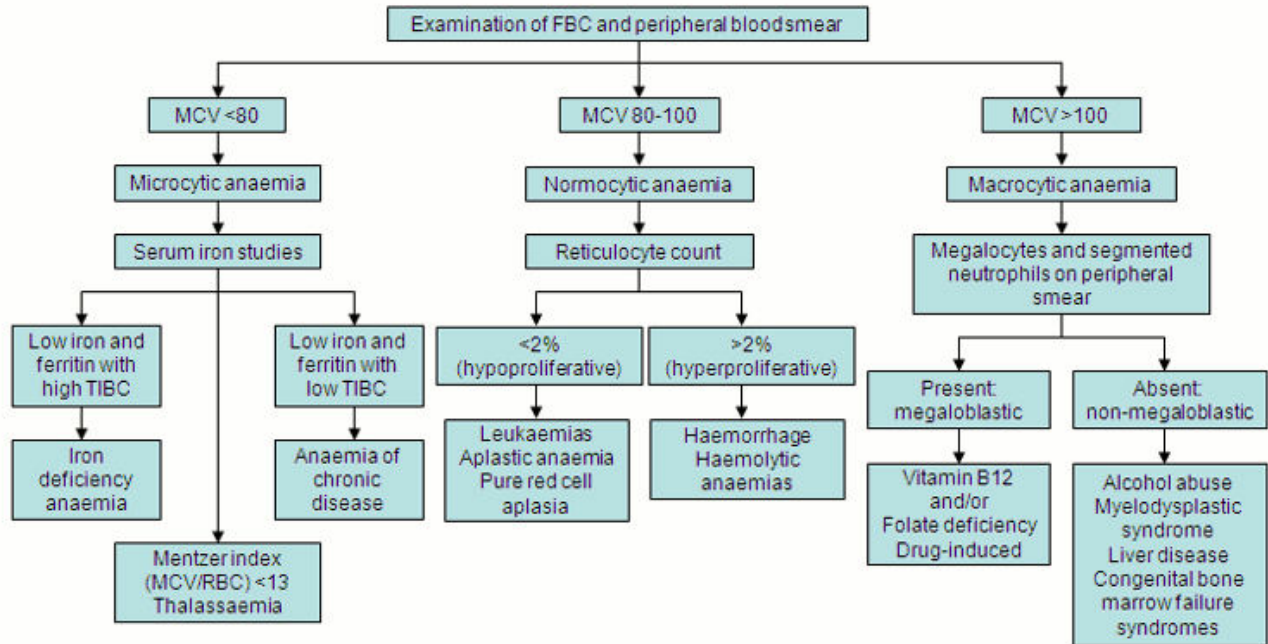 Examination of FBC and peripheral blood smear
MCV <80
MCV 80-100
MCV >100
Microcytic anaemia
Normocytic anaemia
Macrocytic anaemia
Serum iron studies
Reticulocyte count
Megalocytes and segmented
neutrophils on peripheral
smear
Low iron and
ferritin with
high TIBC
Low iron and
ferritin with
low TIBC
<2%
(hypoproliferative)
>2%
(hyperproliferative)
Present:
megaloblastic
Absent:
non-megaloblastic
Iron
deficiency
anaemia
Anaemia of
chronic
disease
Leukaemias
Aplastic anaemia
Pure red cell
aplasia
Haemorrhage
Haemolytic
anaemias
Vitamin B12
and/or
Folate deficiency
Drug-induced
Alcohol abuse
Myelodysplastic
syndrome
Liver disease
Congenital bone
marrow failure
syndromes
Mentzer index
(MCV/RBC) <13
Thalassaemia